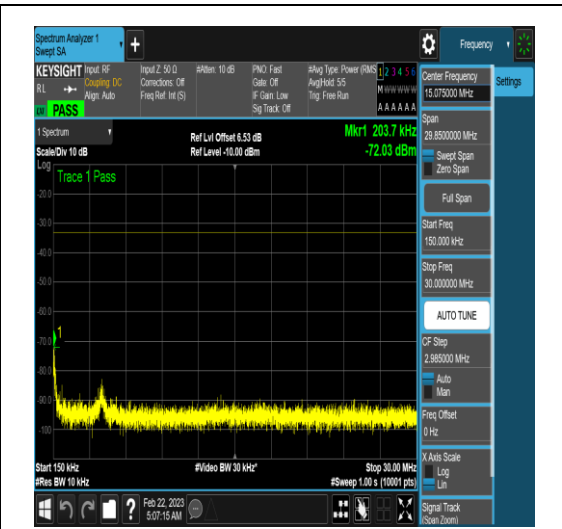 Spectrum Analyzer 1
Swept SA
+
Frequency
KEYSIGHT
RL
PASS
Input: RF
Coupling: DC
Align: Auto
Input Z: 50 Ω
Corrections: Off
Freq Ref: Int (S)
#Atten: 10 dB
PNO: Fast
Gate: Off
IF Gain: Low
Sig Track: Off
#Avg Type: Power (RMS
Avg|Hold: 5/5
Trig: Free Run
1 2 3 4 5 6
M W W W W W
A A A A A A
1 Spectrum
Scale/Div 10 dB
Ref Lvl Offset 6.53 dB
Ref Level -10.00 dBm
Mkr1 203.7 kHz
-72.03 dBm
Log
Trace 1 Pass
-20.0
-30.0
-40.0
-50.0
-60.0
-70.0
-80.0
-90.0
-100
1
Start 150 kHz
#Res BW 10 kHz
#Video BW 30 kHz*
Stop 30.00 MHz
#Sweep 1.00 s (10001 pts)
Center Frequency
15.075000 MHz
Settings
Span
29.8500000 MHz
Swept Span
Zero Span
Full Span
Start Freq
150.000 kHz
Stop Freq
30.000000 MHz
AUTO TUNE
CF Step
2.985000 MHz
Auto
Man
Freq Offset
0 Hz
X Axis Scale
Log
Lin
Signal Track
(Span Zoom)
?
Feb 22, 2023
5:07:15 AM